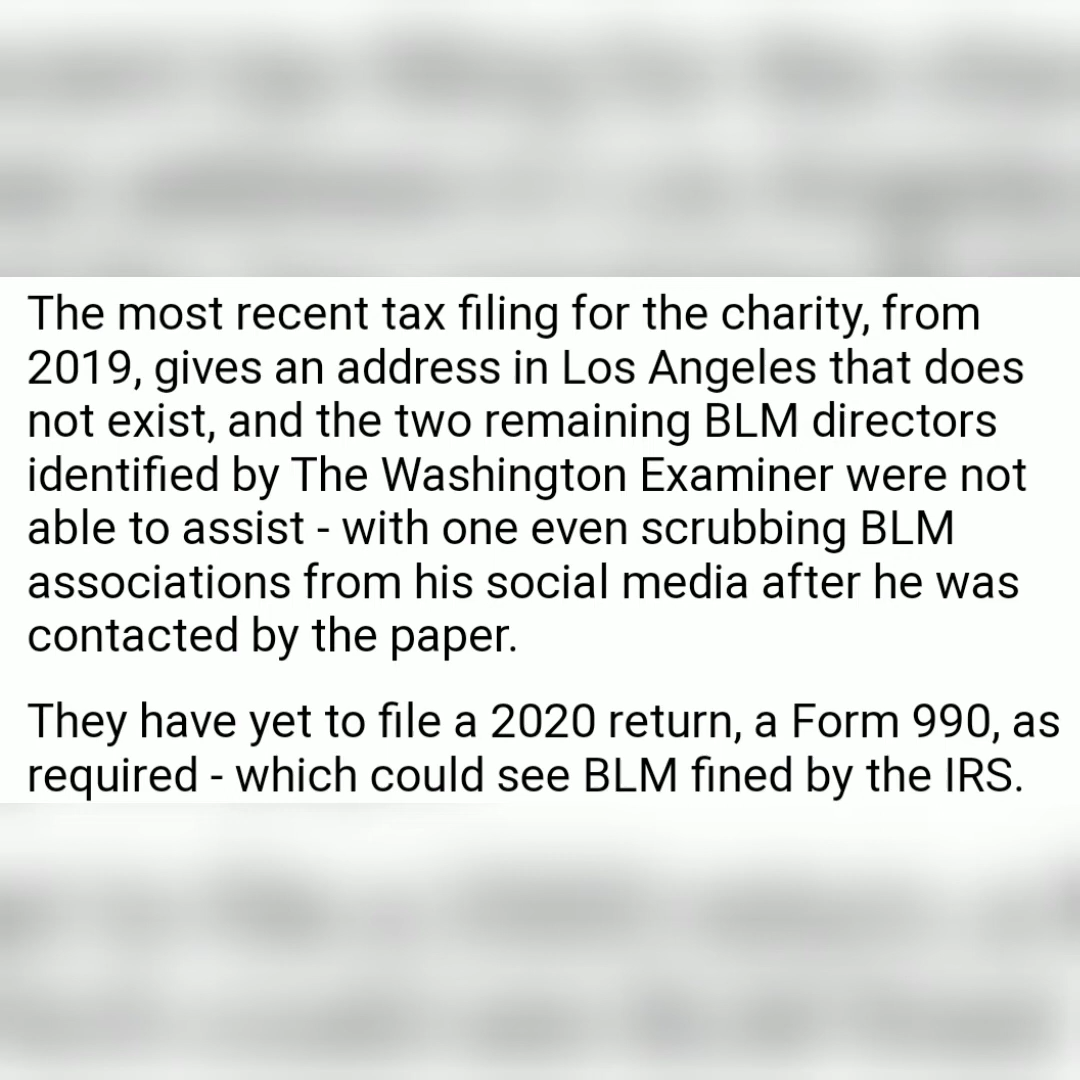 The most recent tax filing for the charity, from
2019, gives an address in Los Angeles that does
not exist, and the two remaining BLM directors
identified by The Washington Examiner were not
able to assist - with one even scrubbing BLM
associations from his social media after he was
contacted by the paper.
They have yet to file a 2020 return, a Form 990, as
required - which could see BLM fined by the IRS.